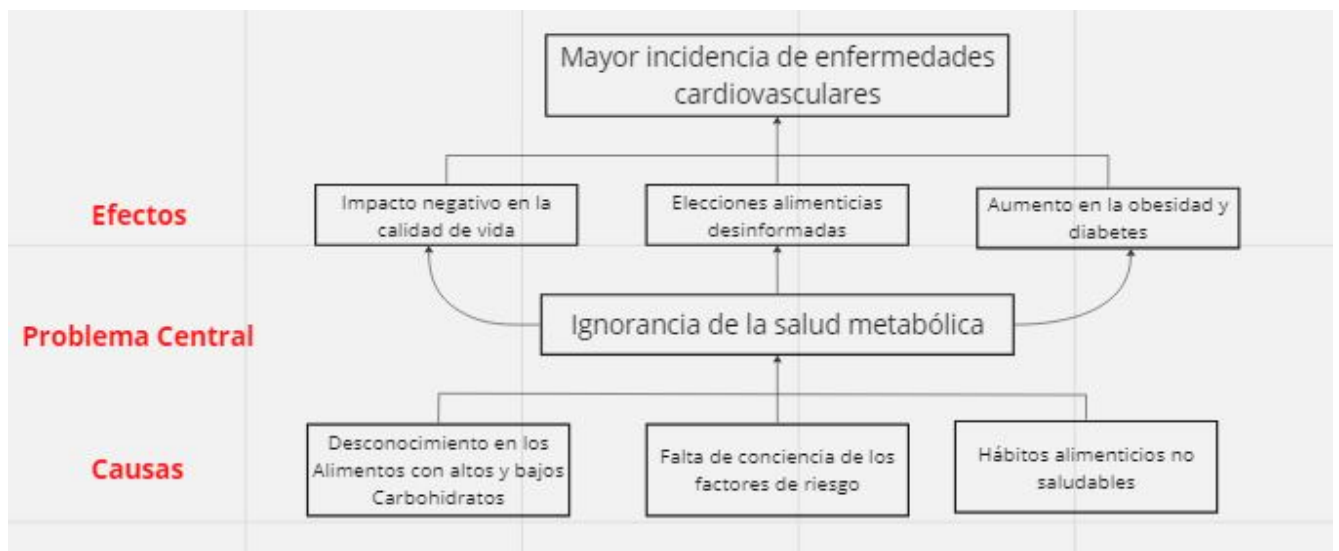 Mayor incidencia de enfermedades
cardiovasculares
Efectos
Impacto negativo en la
calidad de vida
Elecciones alimenticias
desinformadas
Aumento en la obesidad y
diabetes
Problema Central
Ignorancia de la salud metabólica
Causas
Desconocimiento en los
Alimentos con altos y bajos
Carbohidratos
Falta de conciencia de los
factores de riesgo
Hábitos alimenticios no
saludables